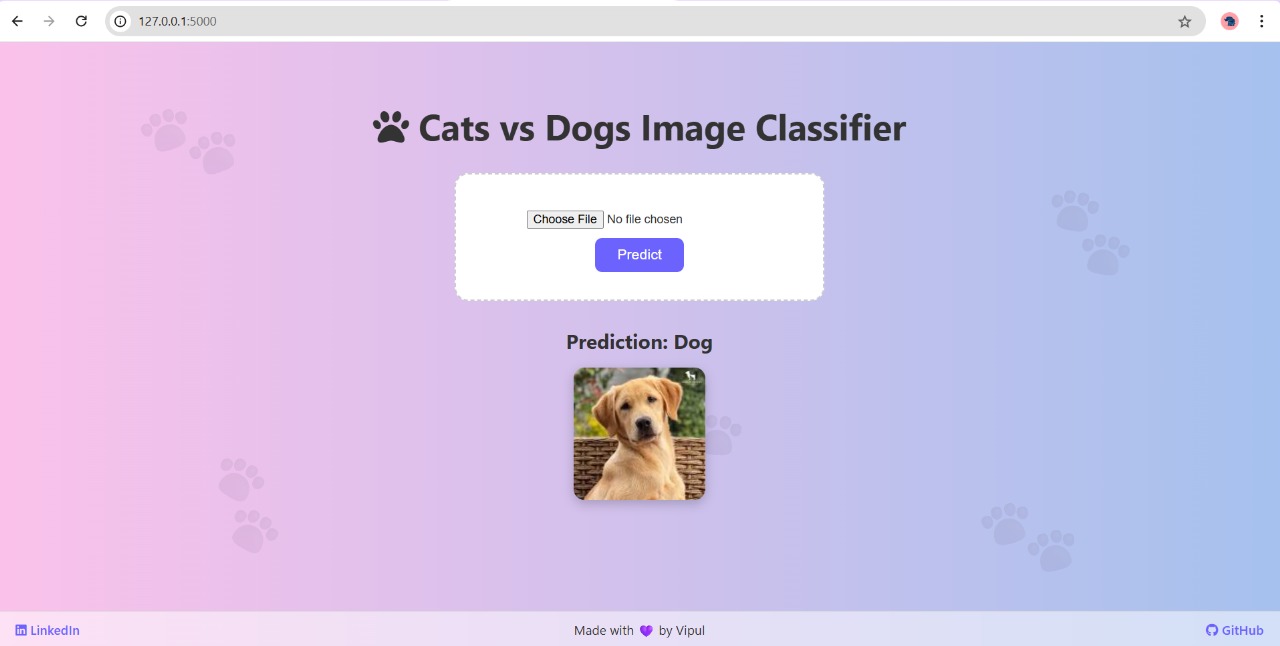 127.0.0.1:5000
Cats vs Dogs Image Classifier
Choose File No file chosen
Predict
Prediction: Dog
LinkedIn
Made with 💜 by Vipul
GitHub